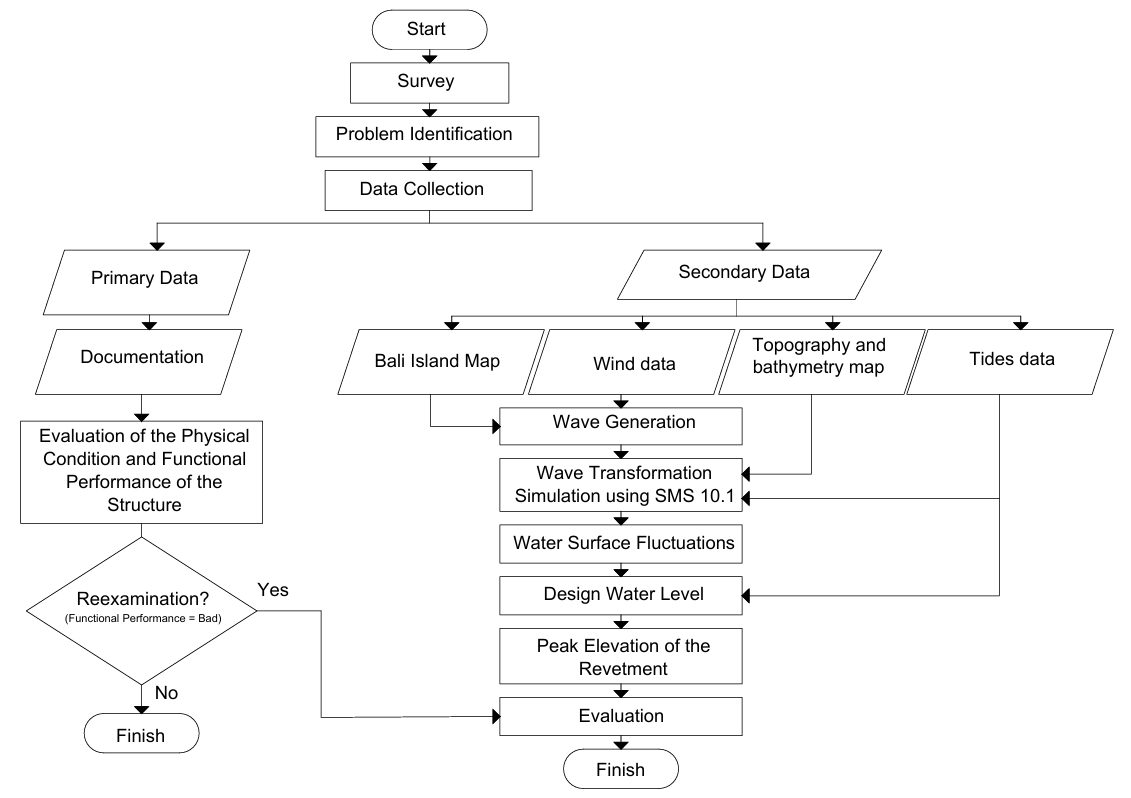 Start
Survey
Problem Identification
Data Collection
Primary Data
Secondary Data
Documentation
Bali Island Map
Wind data
Topography and
bathymetry map
Tides data
Evaluation of the Physical
Condition and Functional
Performance of the
Structure
Wave Generation
Wave Transformation
Simulation using SMS 10.1
Water Surface Fluctuations
Design Water Level
Peak Elevation of the
Revetment
Evaluation
Finish
Reexamination?
(Functional Performance = Bad)
Yes
No
Finish